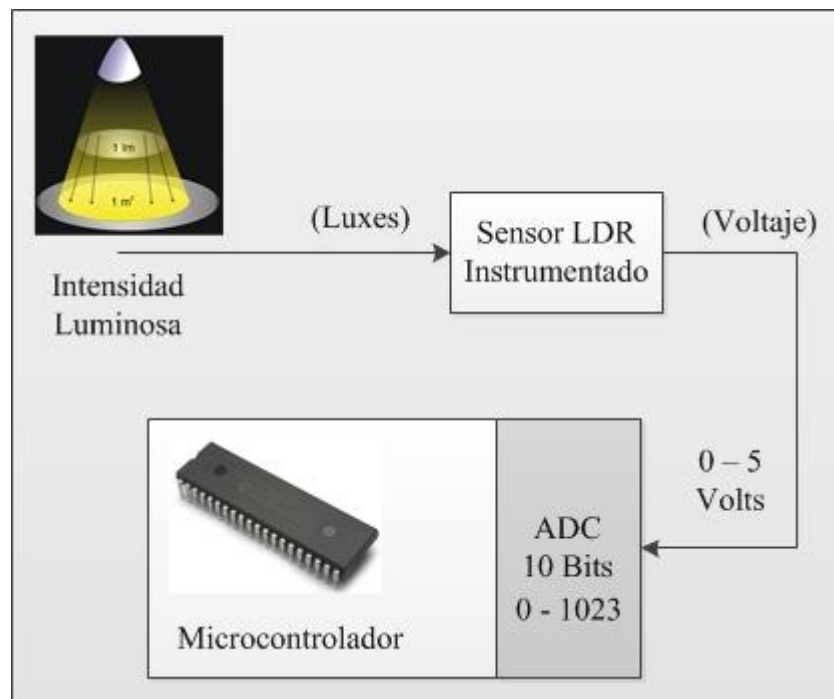 1 lm
1 m²
Intensidad
Luminosa
(Luxes)
Sensor LDR
Instrumentado
(Voltaje)
0 – 5
Volts
ADC
10 Bits
0 - 1023
Microcontrolador